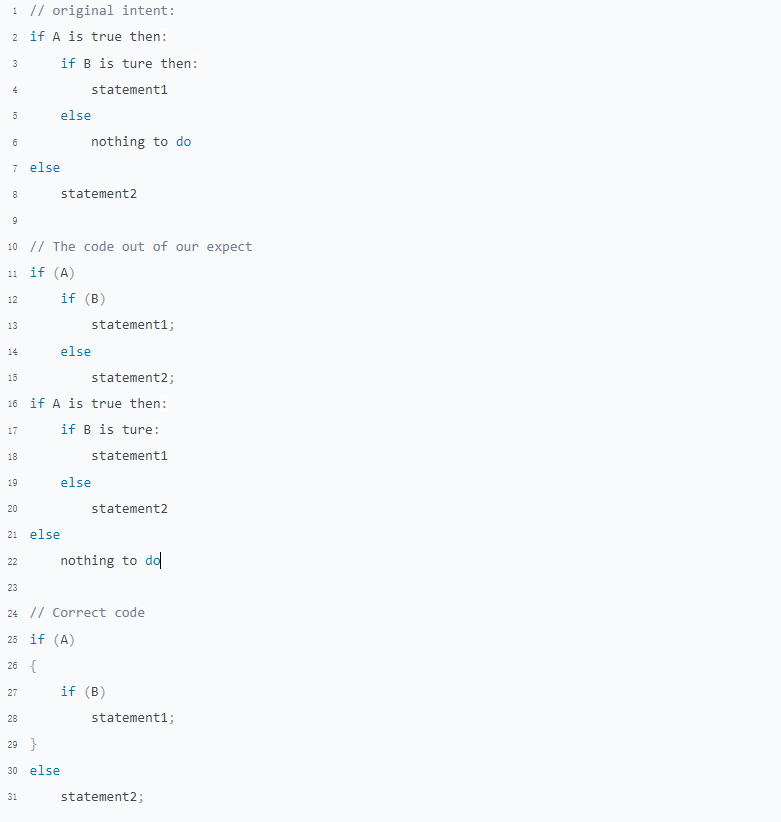 1 // original intent:
2 if A is true then:
3     if B is ture then:
4         statement1
5     else
6         nothing to do
7 else
8     statement2
9
10 // The code out of our expect
11 if (A)
12     if (B)
13         statement1;
14     else
15         statement2;
16 if A is true then:
17     if B is ture:
18         statement1
19     else
20         statement2
21 else
22     nothing to do
23
24 // Correct code
25 if (A)
26 {
27     if (B)
28         statement1;
29 }
30 else
31     statement2;